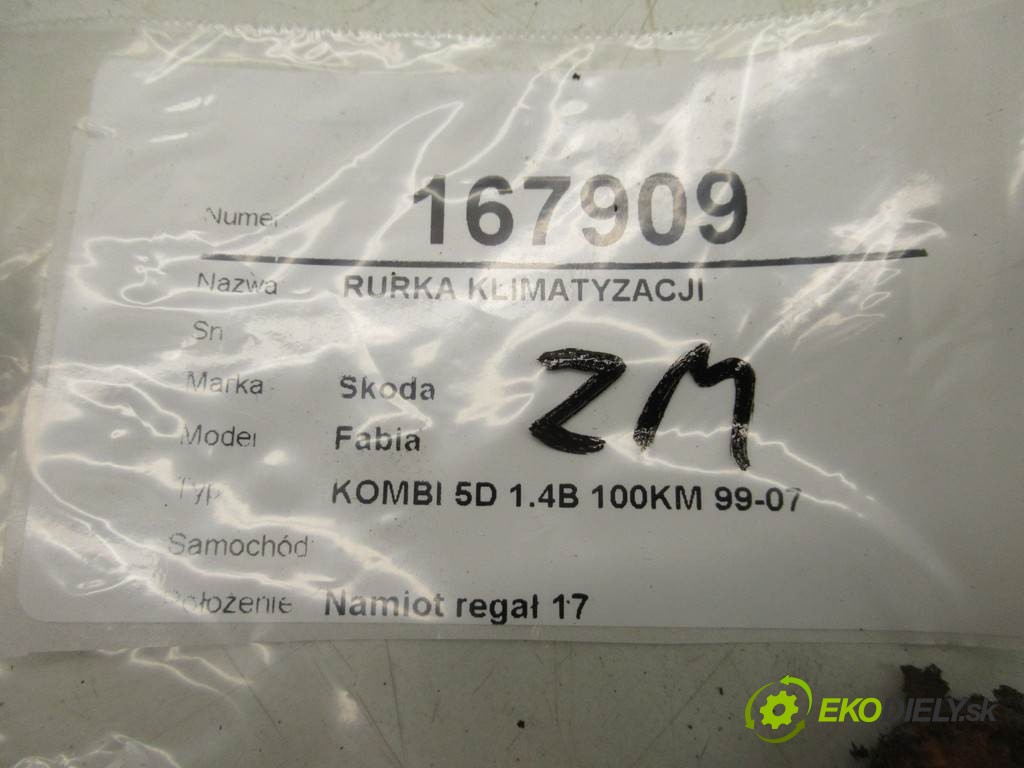 Numer 167909
Nazwa RURKA KLIMATYZACJI
Sn
Marka Skoda
ZM
Model Fabia
Typ KOMBI 5D 1.4B 100KM 99-07
Samochód
Położenie Namiot regał 17
EKODIELY.sk